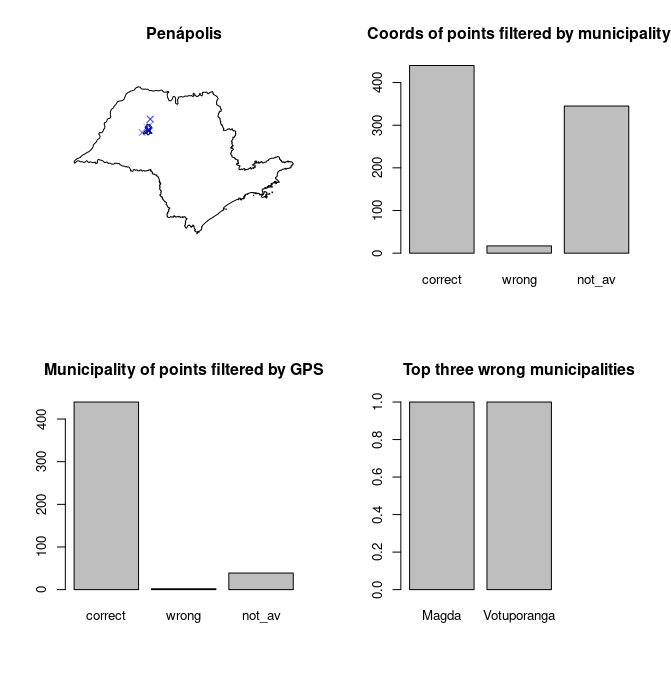 Penápolis
Coords of points filtered by municipality
400
300
200
100
0
correct wrong not_av
Municipality of points filtered by GPS
400
300
200
100
0
correct wrong not_av
Top three wrong municipalities
1.0
0.8
0.6
0.4
0.2
0.0
Magda Votuporanga